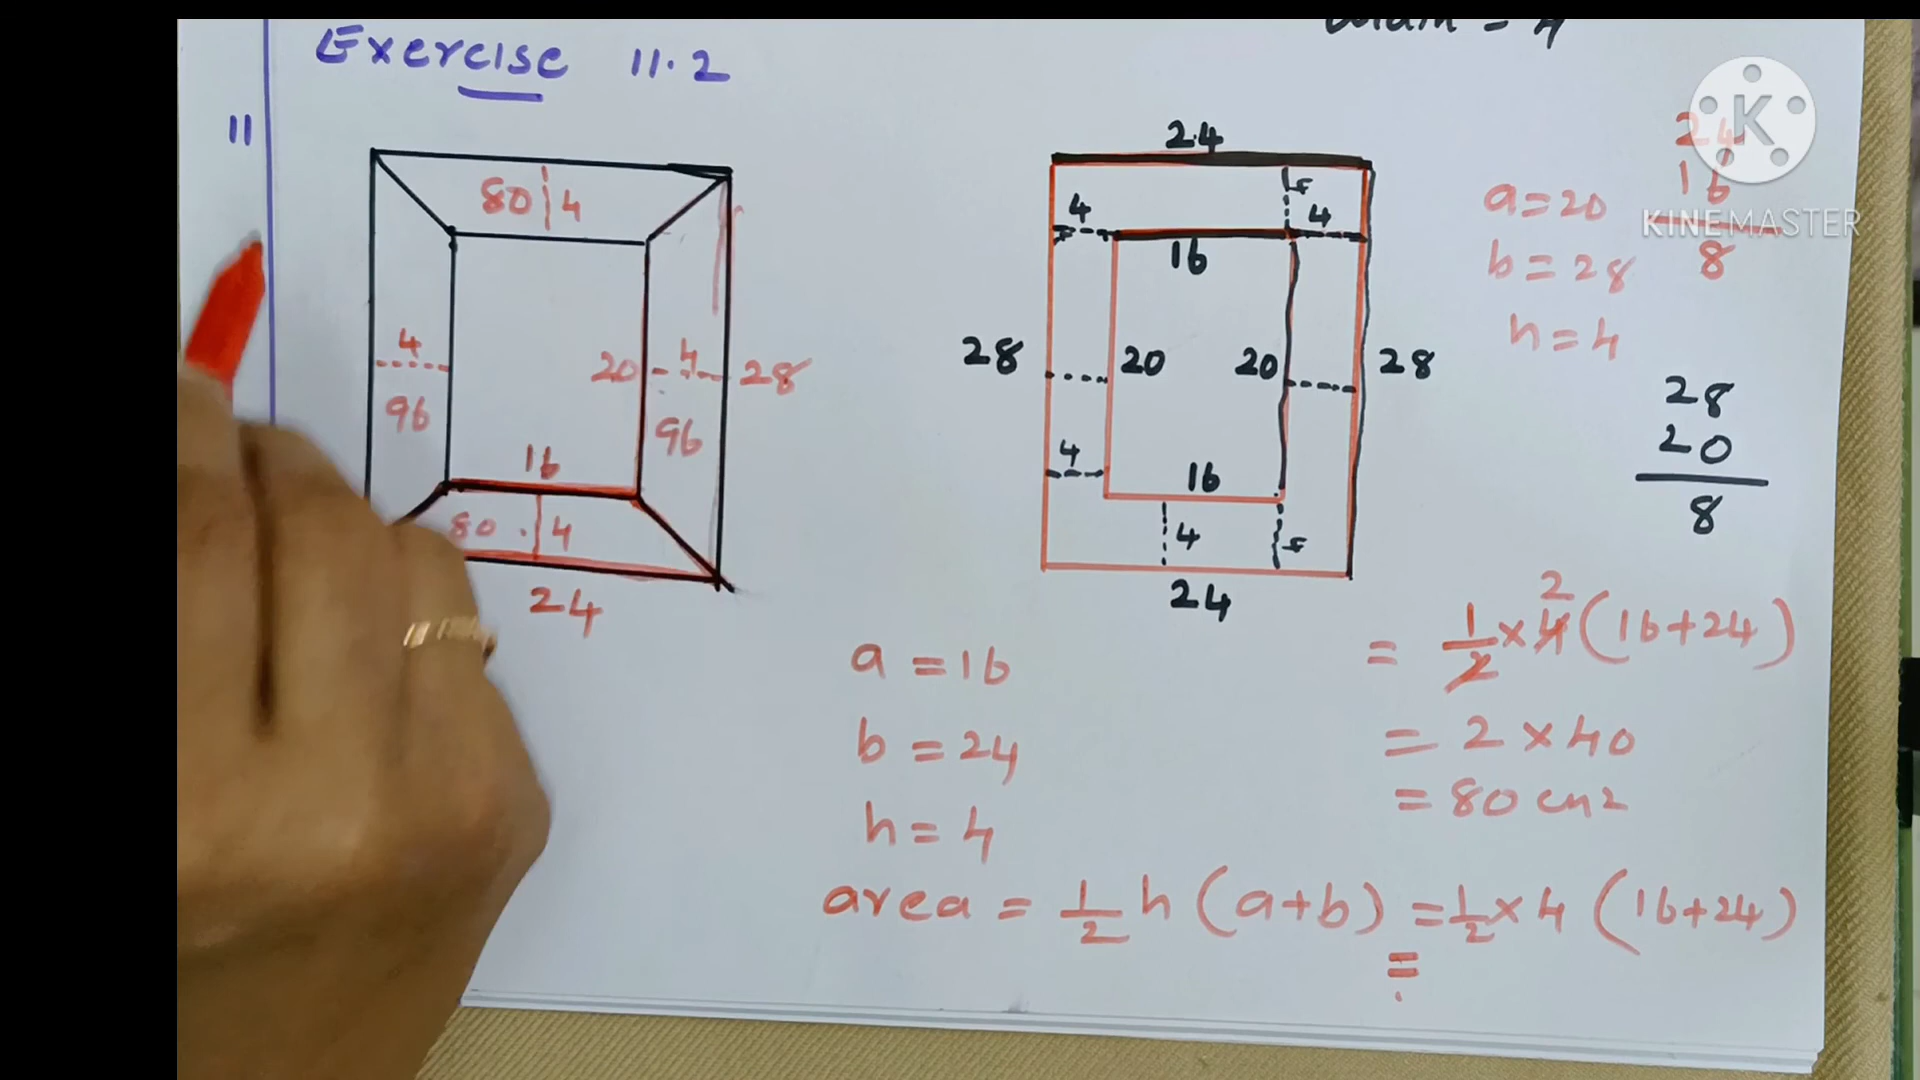 Exercise 11.2
11
80 4
4
96
20 4 28
96
16
80 4
24
24
4
4
16
28
20
20
28
4
16
4
24
a=20
b=28
h=4
24
16
8
28
20
8
K
KINEMASTER
a=16
b=24
h=4
area = 1/2 h (a+b) = 1/2 × 4 (16+24)
=
= 1/2 × 4 (16+24)
2
= 2×40
= 80 cm2